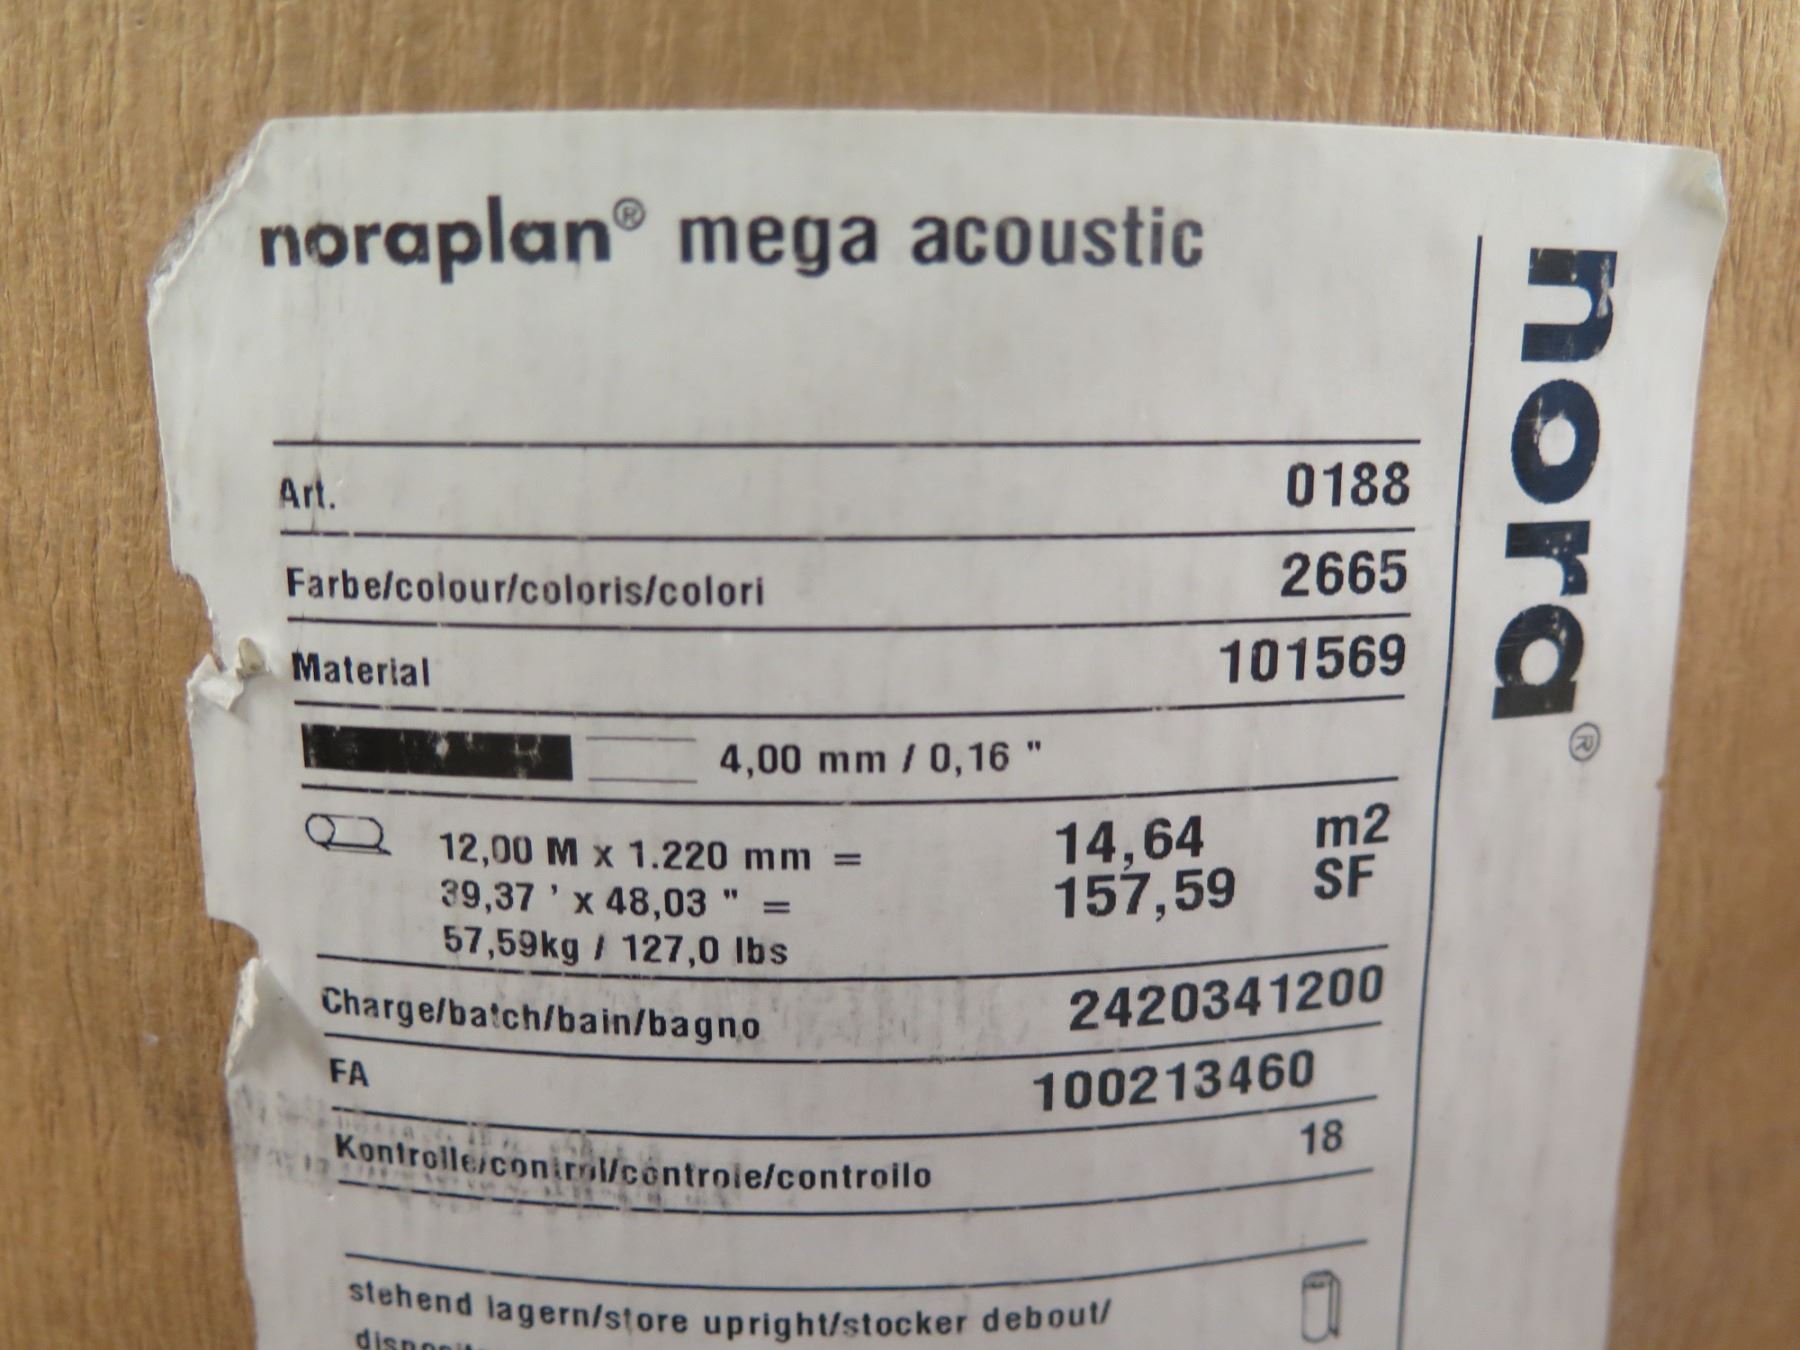 noraplan® mega acoustic
nora®
Art. 0188
Farbe/colour/coloris/colori 2665
Material 101569
4,00 mm / 0,16 "
12,00 M x 1.220 mm = 14,64 m2
39,37 ' x 48,03 " = 157,59 SF
57,59kg / 127,0 lbs
Charge/batch/bain/bagno 2420341200
FA 100213460
Kontrolle/control/controle/controllo 18
stehend lagern/store upright/stocker debout/